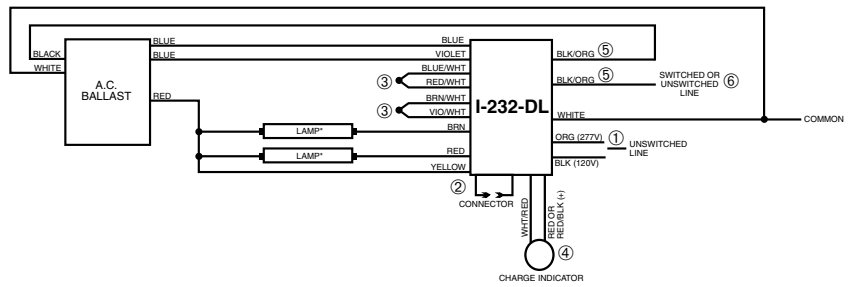 BLACK
WHITE
A.C.
BALLAST
BLUE
BLUE
RED
LAMP*
LAMP*
BLUE
VIOLET
BLUE/WHT
③
RED/WHT
BRN/WHT
③
VIO/WHT
BRN
RED
YELLOW
I-232-DL
BLK/ORG ⑤
BLK/ORG ⑤
SWITCHED OR
UNSWITCHED ⑥
LINE
WHITE
COMMON
ORG (277V) ①
UNSWITCHED
LINE
BLK (120V)
②
CONNECTOR
WHT/RED
RED OR
RED/BLK (+)
④
CHARGE INDICATOR